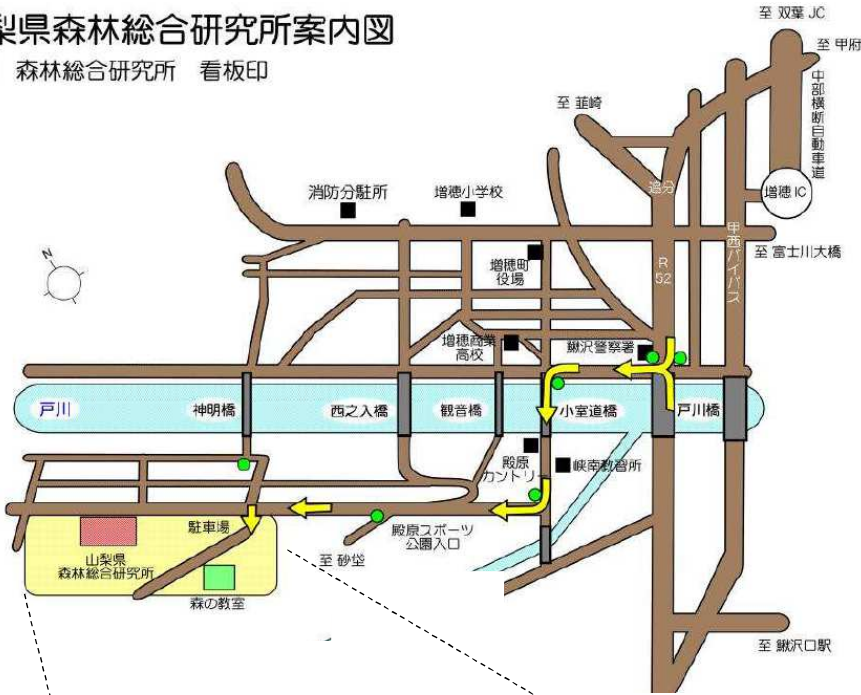 梨県森林総合研究所案内図
森林総合研究所 看板印
至 双葉 JC
至 甲府
中部横断自動車道
至 韮崎
追分
増穂 IC
消防分駐所
増穂小学校
N
増穂町
役場
R
52
甲西バイパス
至 富士川大橋
増穂商業
高校
鰍沢警察署
戸川
神明橋
西之入橋
観音橋
小室道橋
戸川橋
殿原
カントリー
峡南教習所
駐車場
殿原スポーツ
公園入口
山梨県
森林総合研究所
至 砂垈
森の教室
至 鰍沢口駅